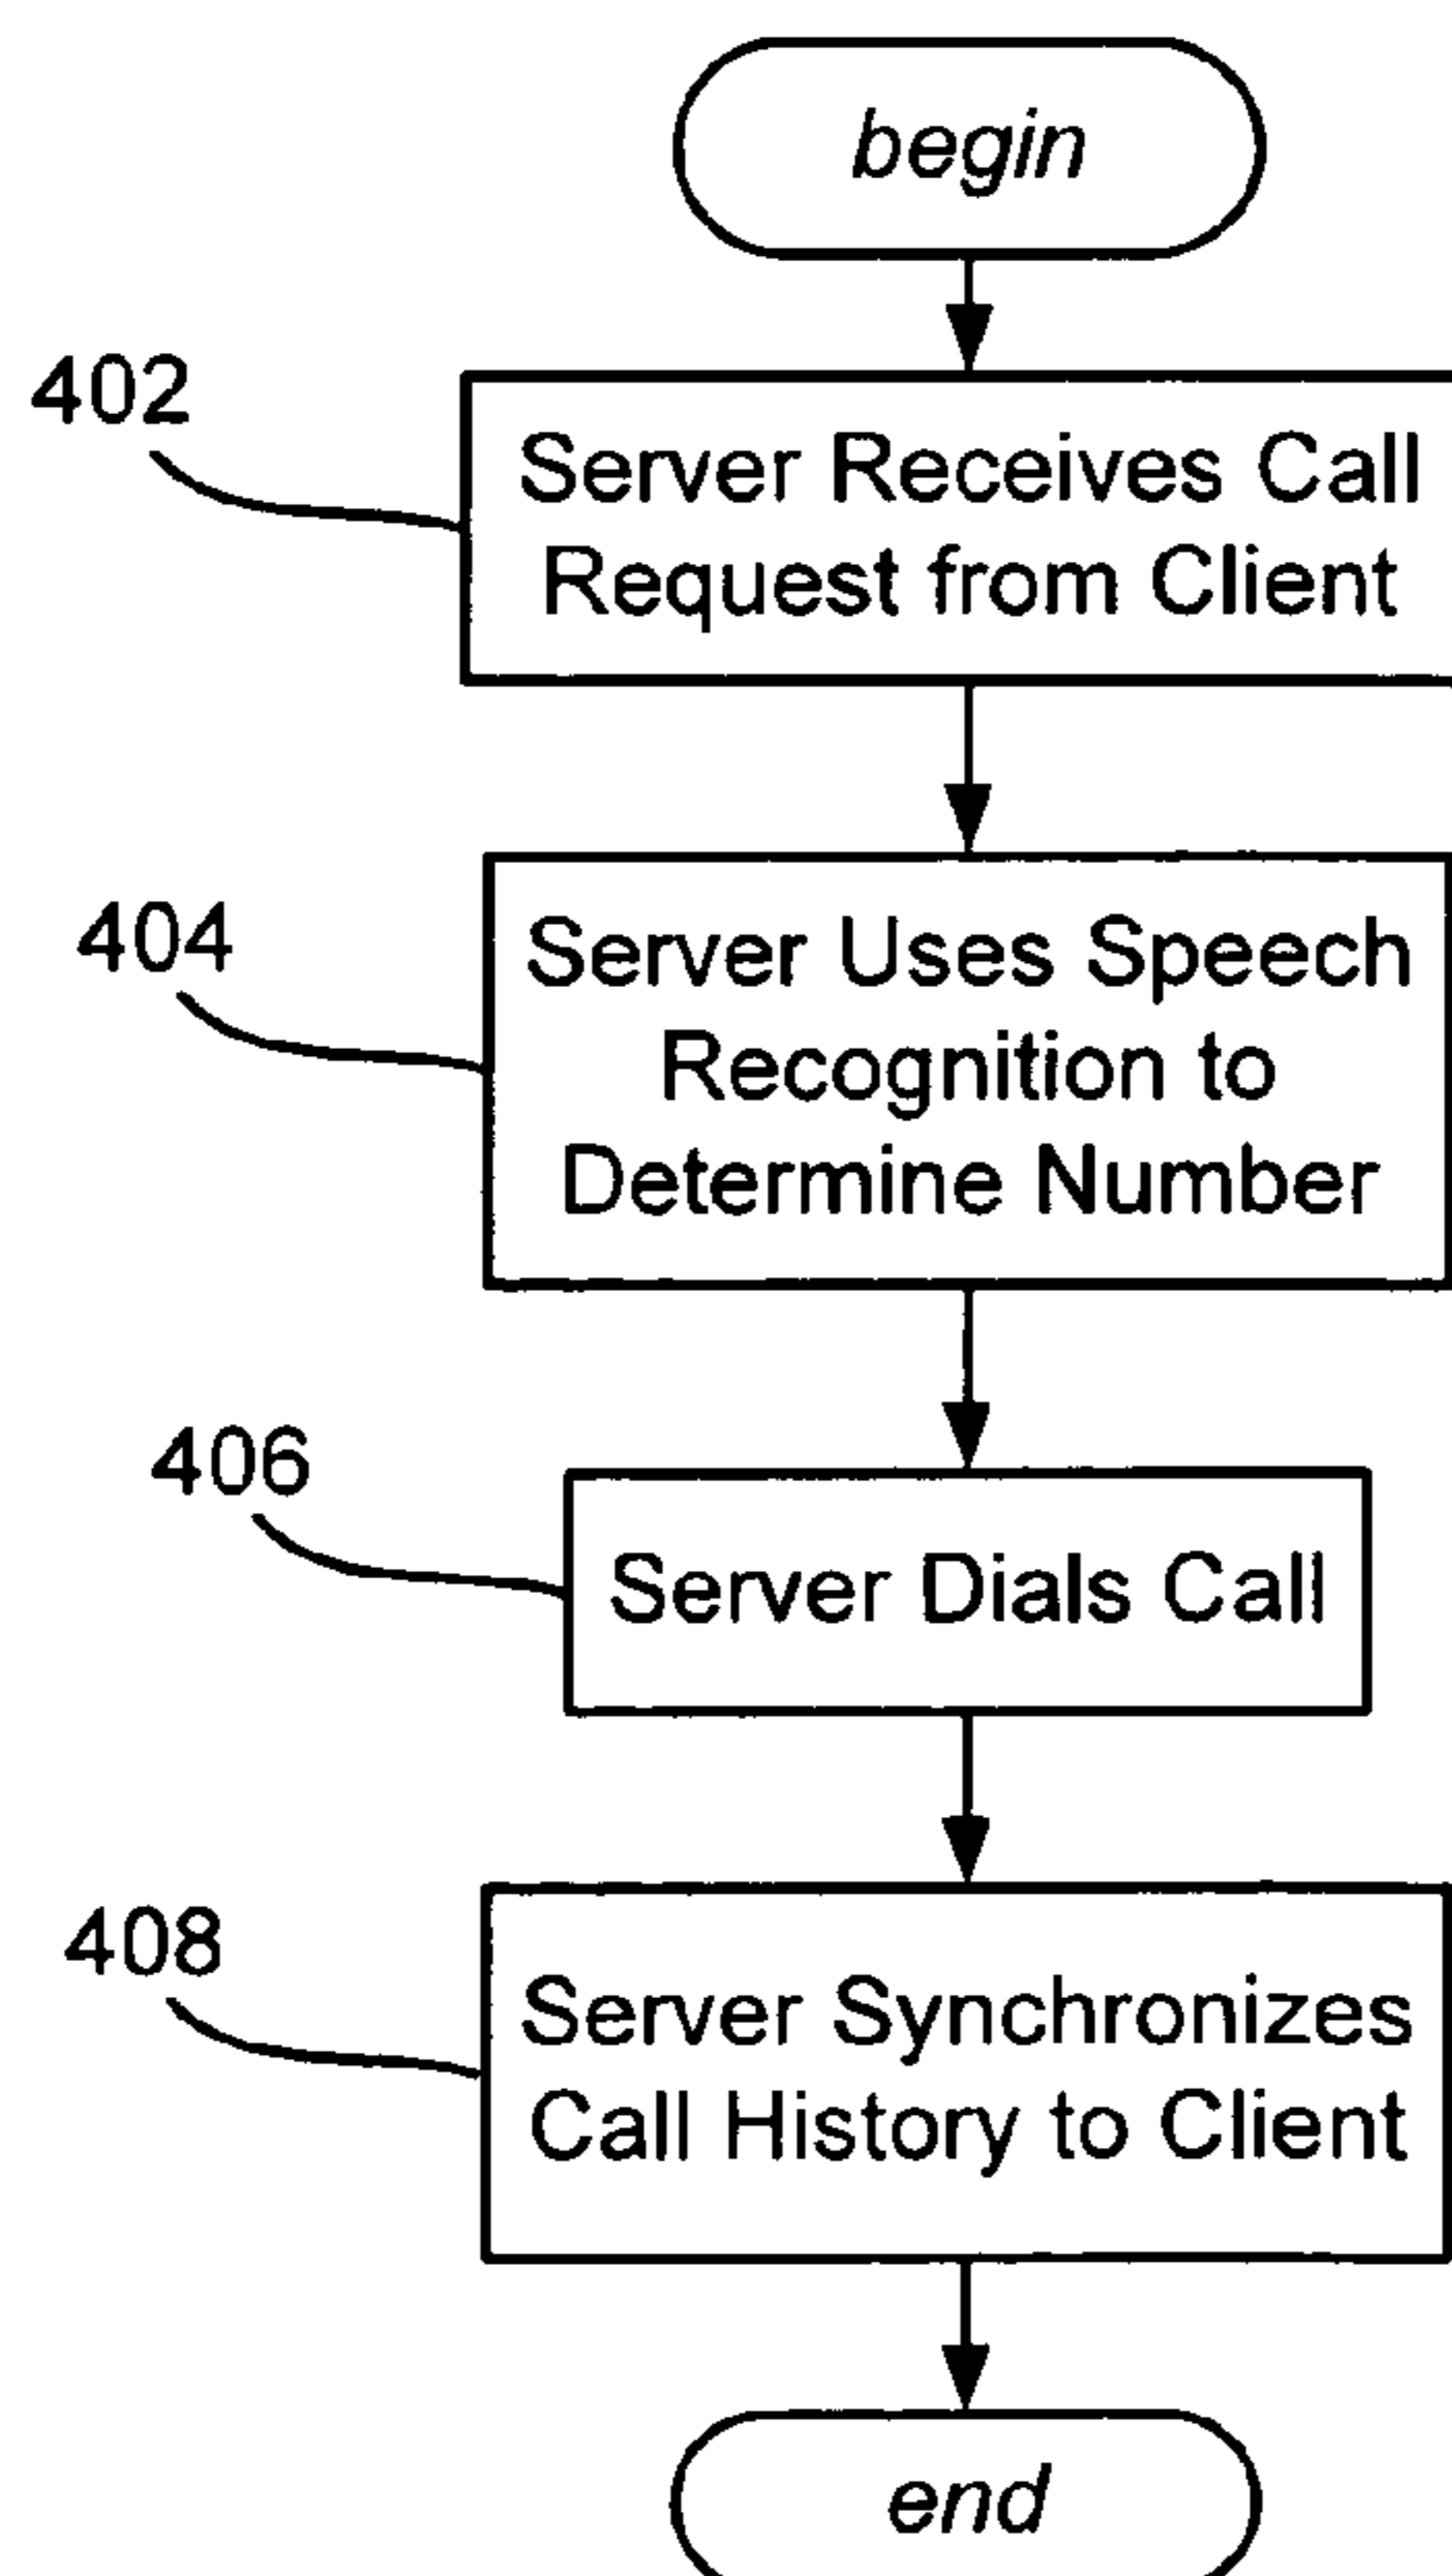 begin
402
Server Receives Call
Request from Client
404
Server Uses Speech
Recognition to
Determine Number
406
Server Dials Call
408
Server Synchronizes
Call History to Client
end